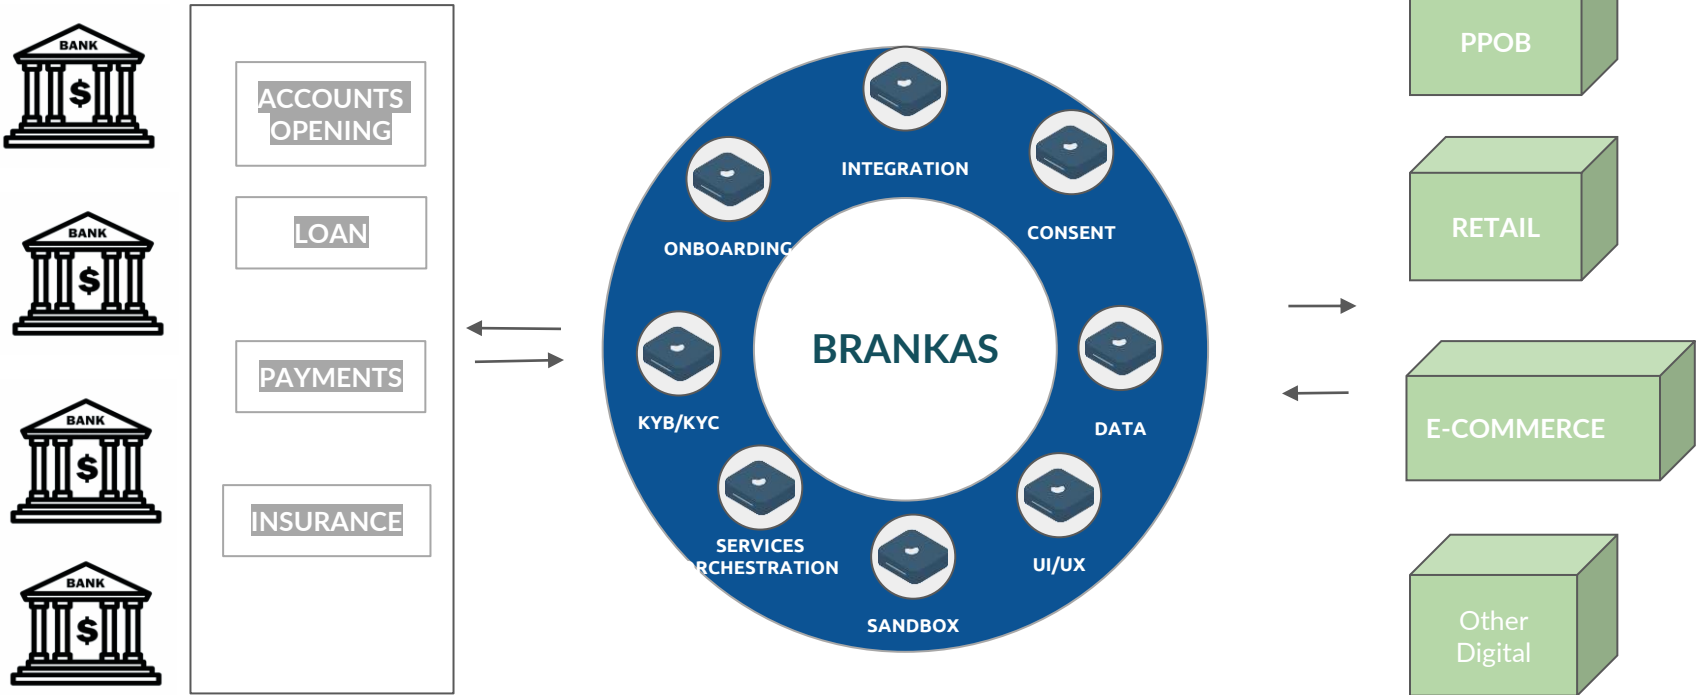 BANK
$
BANK
$
BANK
$
BANK
$
ACCOUNTS
OPENING
LOAN
PAYMENTS
INSURANCE
INTEGRATION
CONSENT
ONBOARDING
BRANKAS
KYB/KYC
DATA
SERVICES
ORCHESTRATION
UI/UX
SANDBOX
PPOB
RETAIL
E-COMMERCE
Other
Digital